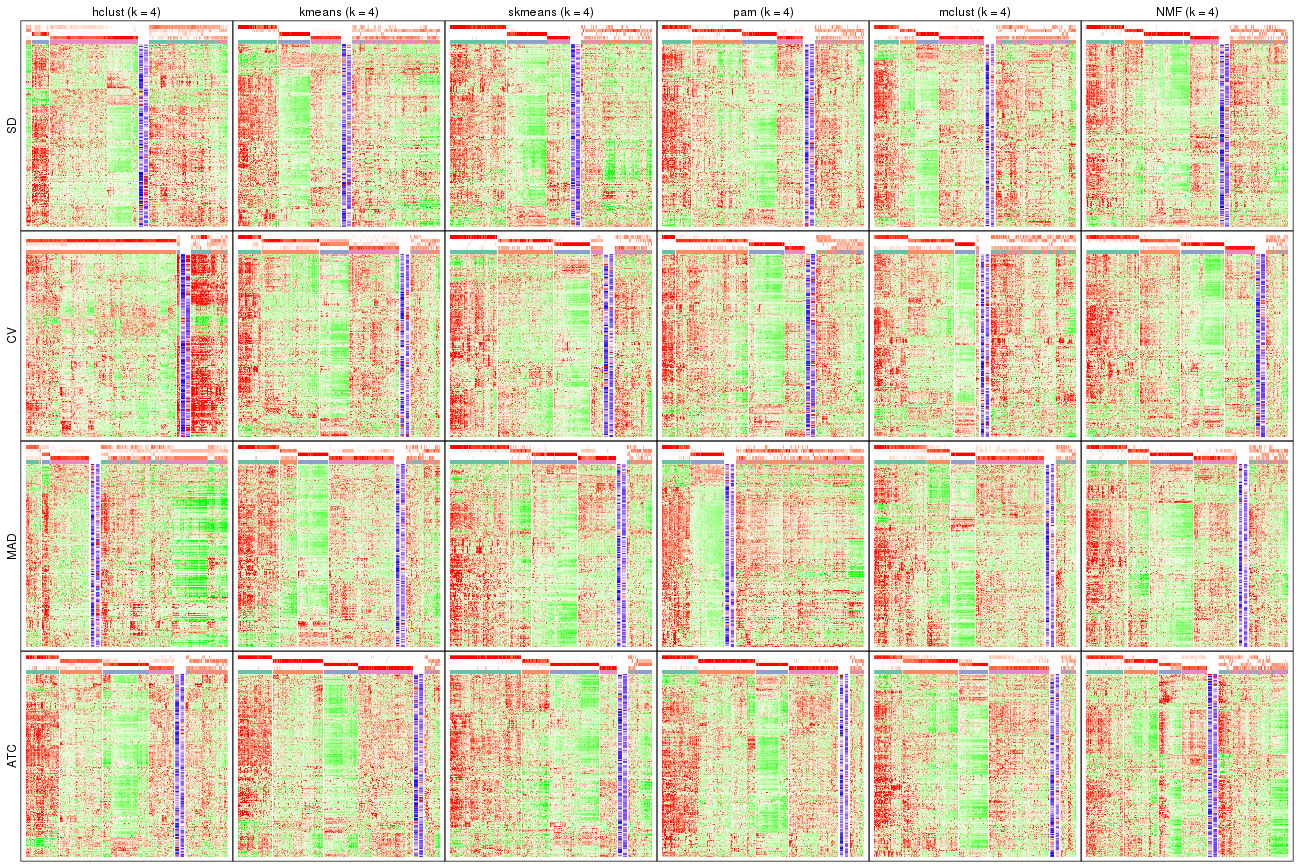 hclust (k = 4) kmeans (k = 4) skmeans (k = 4) pam (k = 4) mclust (k = 4) NMF (k = 4)
SD
CV
MAD
ATC